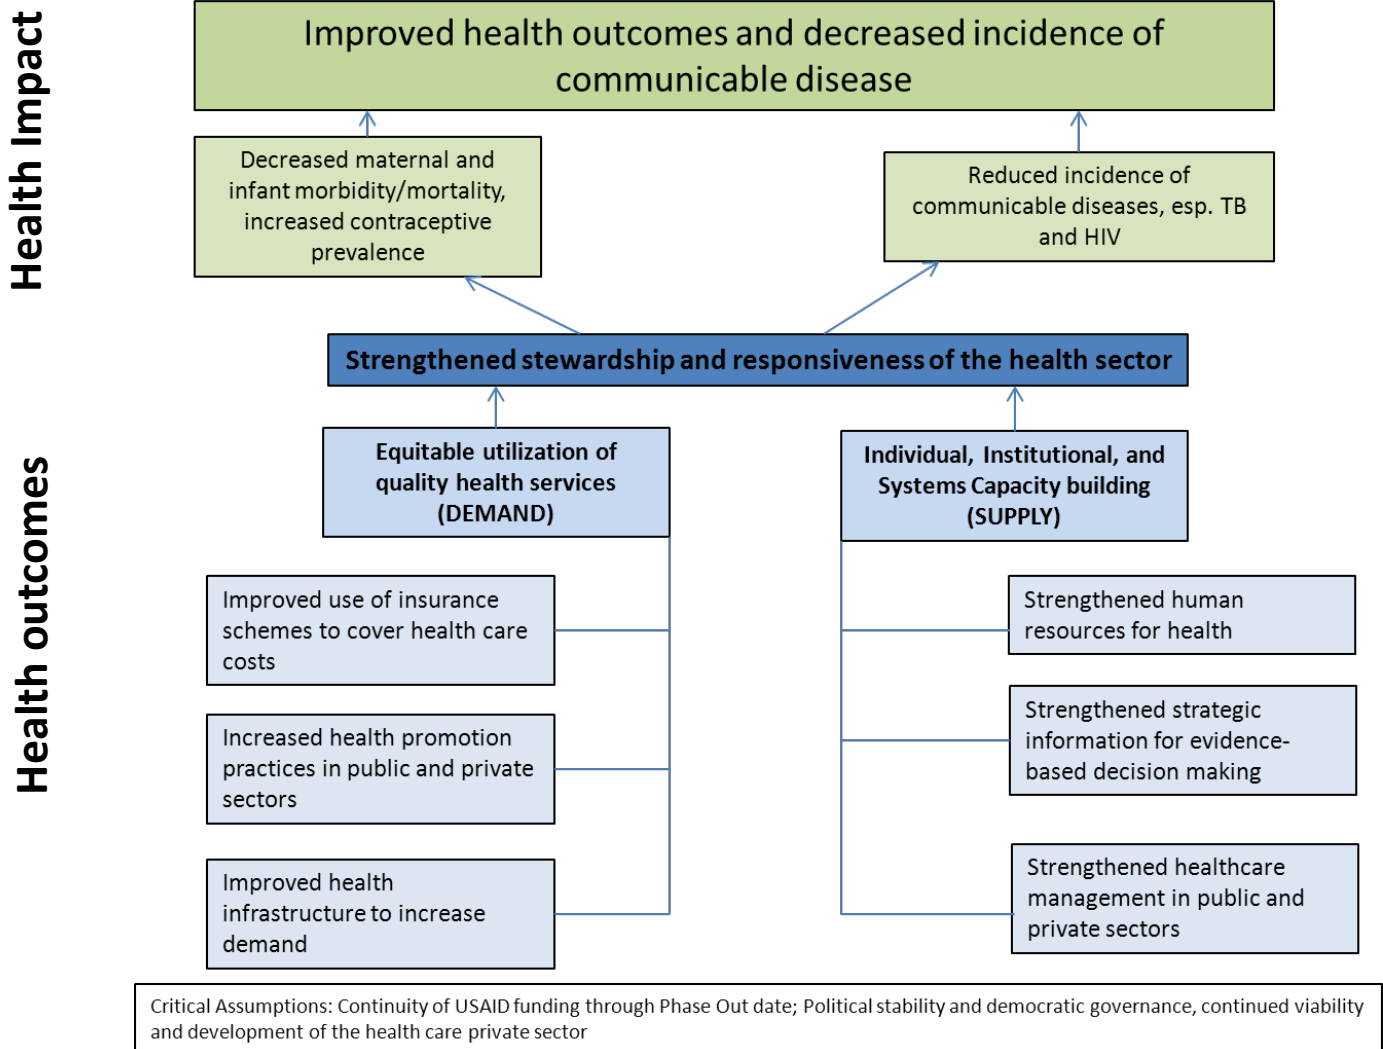 Health Impact
Improved health outcomes and decreased incidence of
communicable disease
Decreased maternal and
infant morbidity/mortality,
increased contraceptive
prevalence
Reduced incidence of
communicable diseases, esp. TB
and HIV
Strengthened stewardship and responsiveness of the health sector
Health outcomes
Equitable utilization of
quality health services
(DEMAND)
Individual, Institutional, and
Systems Capacity building
(SUPPLY)
Improved use of insurance
schemes to cover health care
costs
Increased health promotion
practices in public and private
sectors
Improved health
infrastructure to increase
demand
Strengthened human
resources for health
Strengthened strategic
information for evidence-
based decision making
Strengthened healthcare
management in public and
private sectors
Critical Assumptions: Continuity of USAID funding through Phase Out date; Political stability and democratic governance, continued viability
and development of the health care private sector